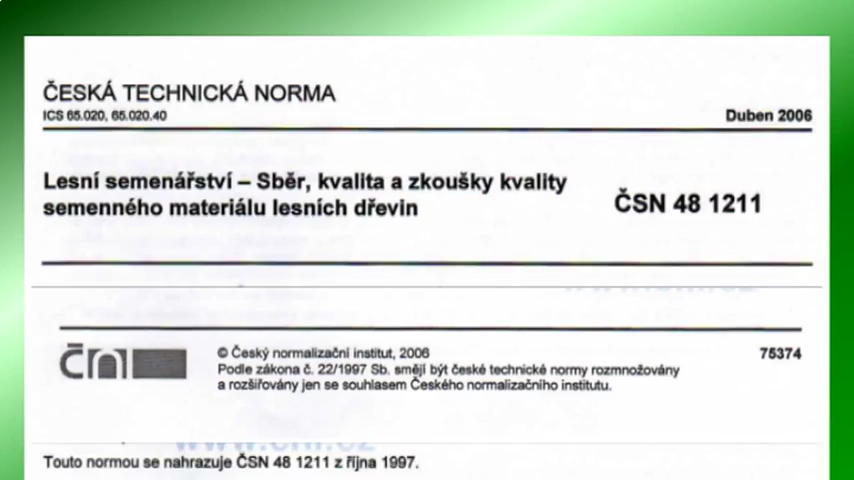 ČESKÁ TECHNICKÁ NORMA
ICS 65.020, 65.020.40
Duben 2006
Lesní semenářství – Sběr, kvalita a zkoušky kvality
semenného materiálu lesních dřevin
ČSN 48 1211
© Český normalizační institut, 2006
75374
Podle zákona č. 22/1997 Sb. smějí být české technické normy rozmnožovány
a rozšiřovány jen se souhlasem Českého normalizačního institutu.
Touto normou se nahrazuje ČSN 48 1211 z října 1997.